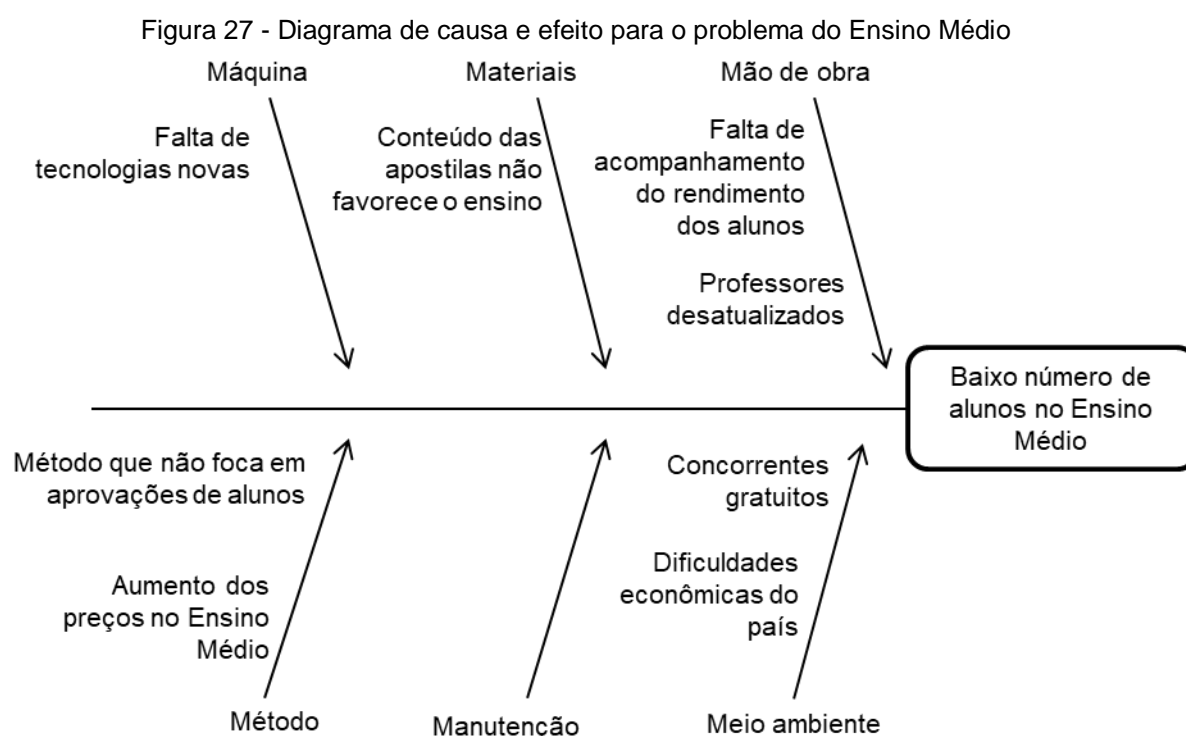 Figura 27 - Diagrama de causa e efeito para o problema do Ensino Médio
Máquina
Materiais
Mão de obra
Falta de
tecnologias novas
Conteúdo das
apostilas não
favorece o ensino
Falta de
acompanhamento
do rendimento
dos alunos
Professores
desatualizados
Baixo número de
alunos no Ensino
Médio
Método que não foca em
aprovações de alunos
Aumento dos
preços no Ensino
Médio
Concorrentes
gratuitos
Dificuldades
econômicas do
país
Método
Manutencão
Meio ambiente